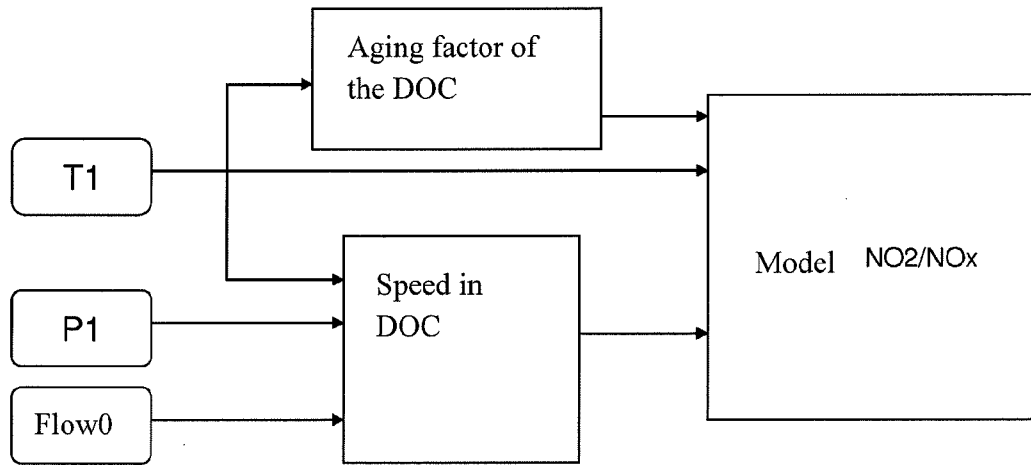 Aging factor of
the DOC
T1
Model NO2/NOx
Speed in
DOC
P1
Flow0